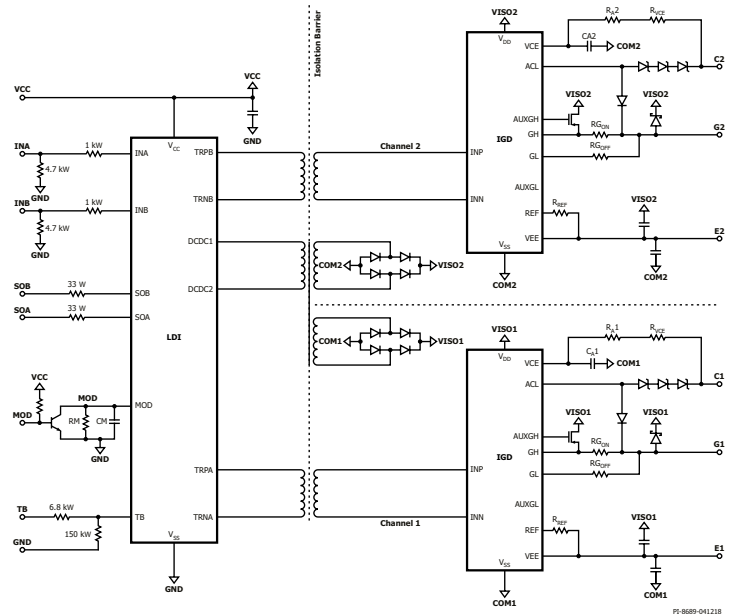 VISO2
RA2
RVCE
VDD
VCE
CA2
COM2
Isolation Barrier
ACL
C2
VCC
VCC
VISO2
VISO2
AUXGH
GND
IGD
GH
RGON
G2
INA
1 kW
VCC
INA
TRPB
Channel 2
INP
GL
RGOFF
4.7 kW
GND
AUXGL
INB
1 kW
INB
TRNB
INN
RREF
REF
VISO2
4.7 kW
GND
DCDC1
VEE
E2
COM2
VISO2
VSS
COM2
COM2
SOB
33 W
SOB
DCDC2
SOA
33 W
SOA
LDI
VISO1
RA1
RVCE
COM1
VISO1
VDD
VCE
CA1
COM1
VCC
ACL
C1
MOD
MOD
MOD
RM
CM
GND
VISO1
VISO1
AUXGH
IGD
GH
RGON
G1
TRPA
INP
GL
RGOFF
AUXGL
TB
6.8 kW
TB
TRNA
Channel 1
INN
RREF
REF
VISO1
150 kW
GND
VSS
VEE
E1
GND
VSS
COM1
COM1
PI-8689-041218